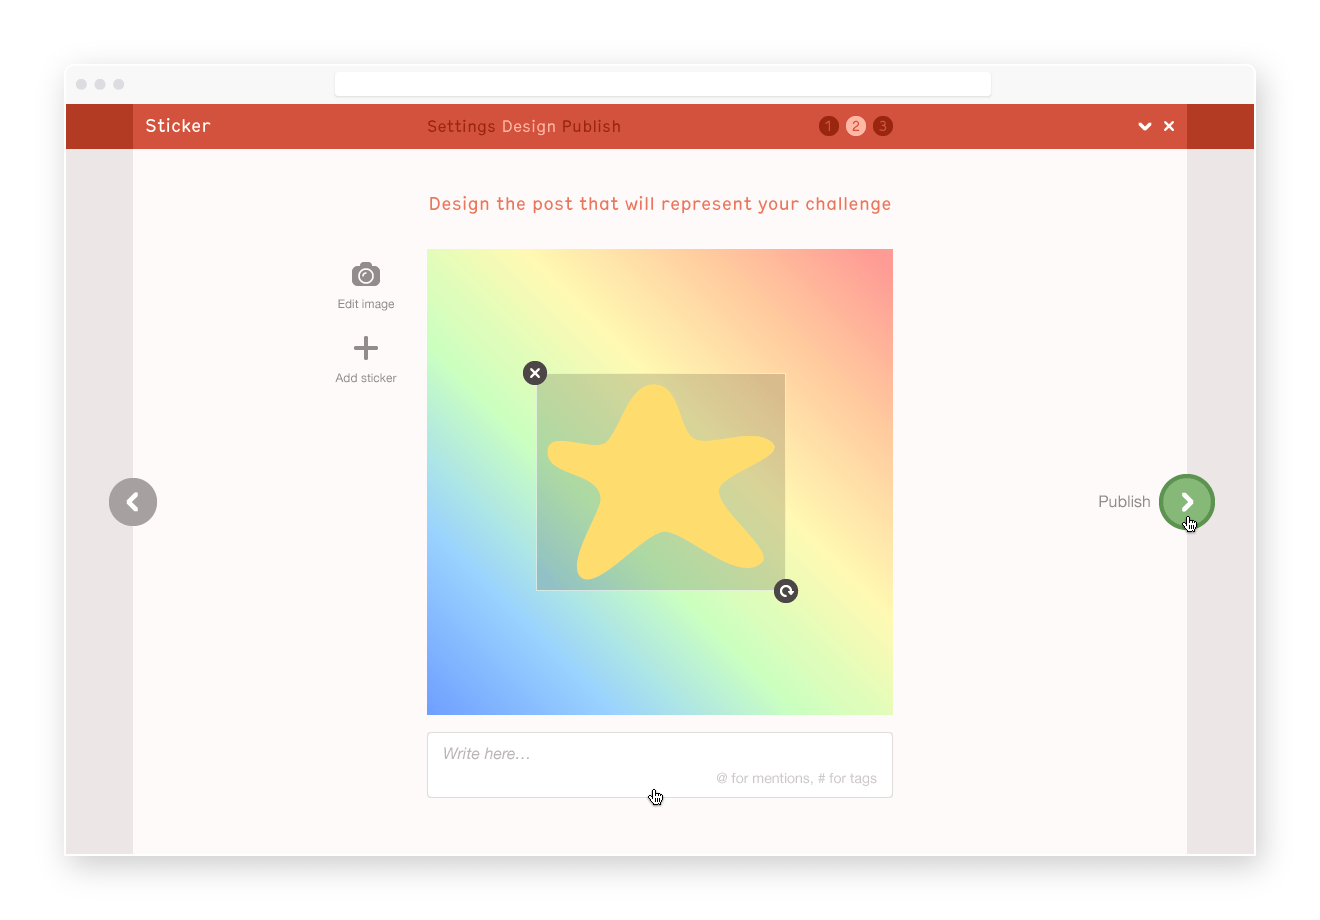 Sticker
Settings Design Publish
1 2 3
Design the post that will represent your challenge
Edit image
Add sticker
Publish
Write here...
@ for mentions, # for tags